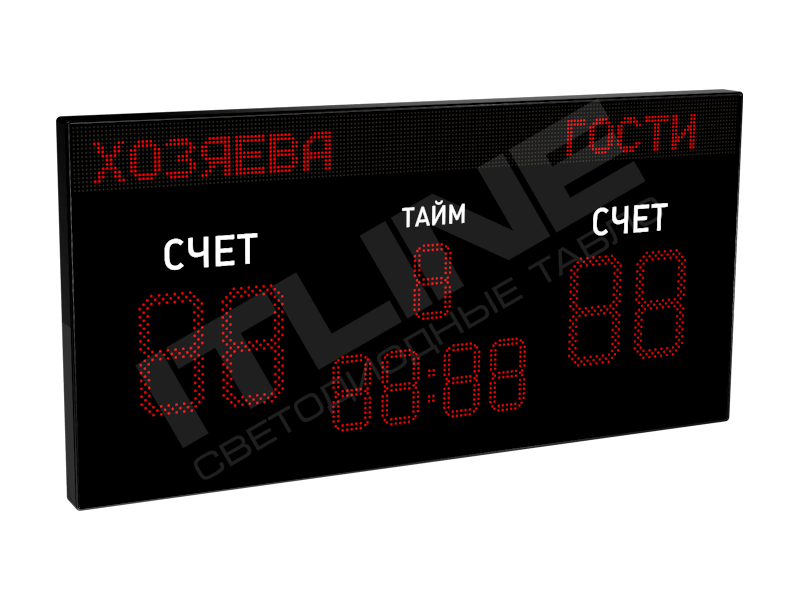 ХОЗЯЕВА ГОСТИ
СЧЕТ ТАЙМ СЧЕТ
88 8 88
88:88
ITLINE
СВЕТОДИОДНЫЕ ТАБЛО